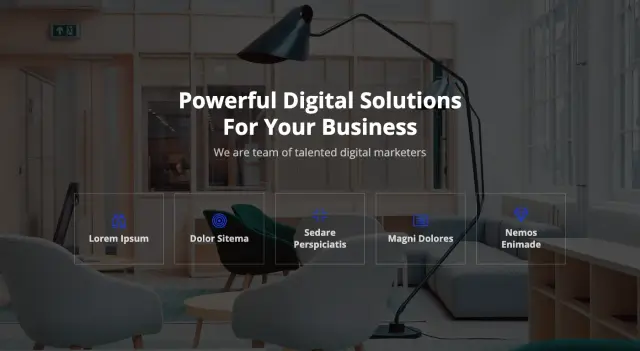 Powerful Digital Solutions
For Your Business
We are team of talented digital marketers
Lorem Ipsum
Dolor Sitema
Sedare
Perspiciatis
Magni Dolores
Nemos
Enimade